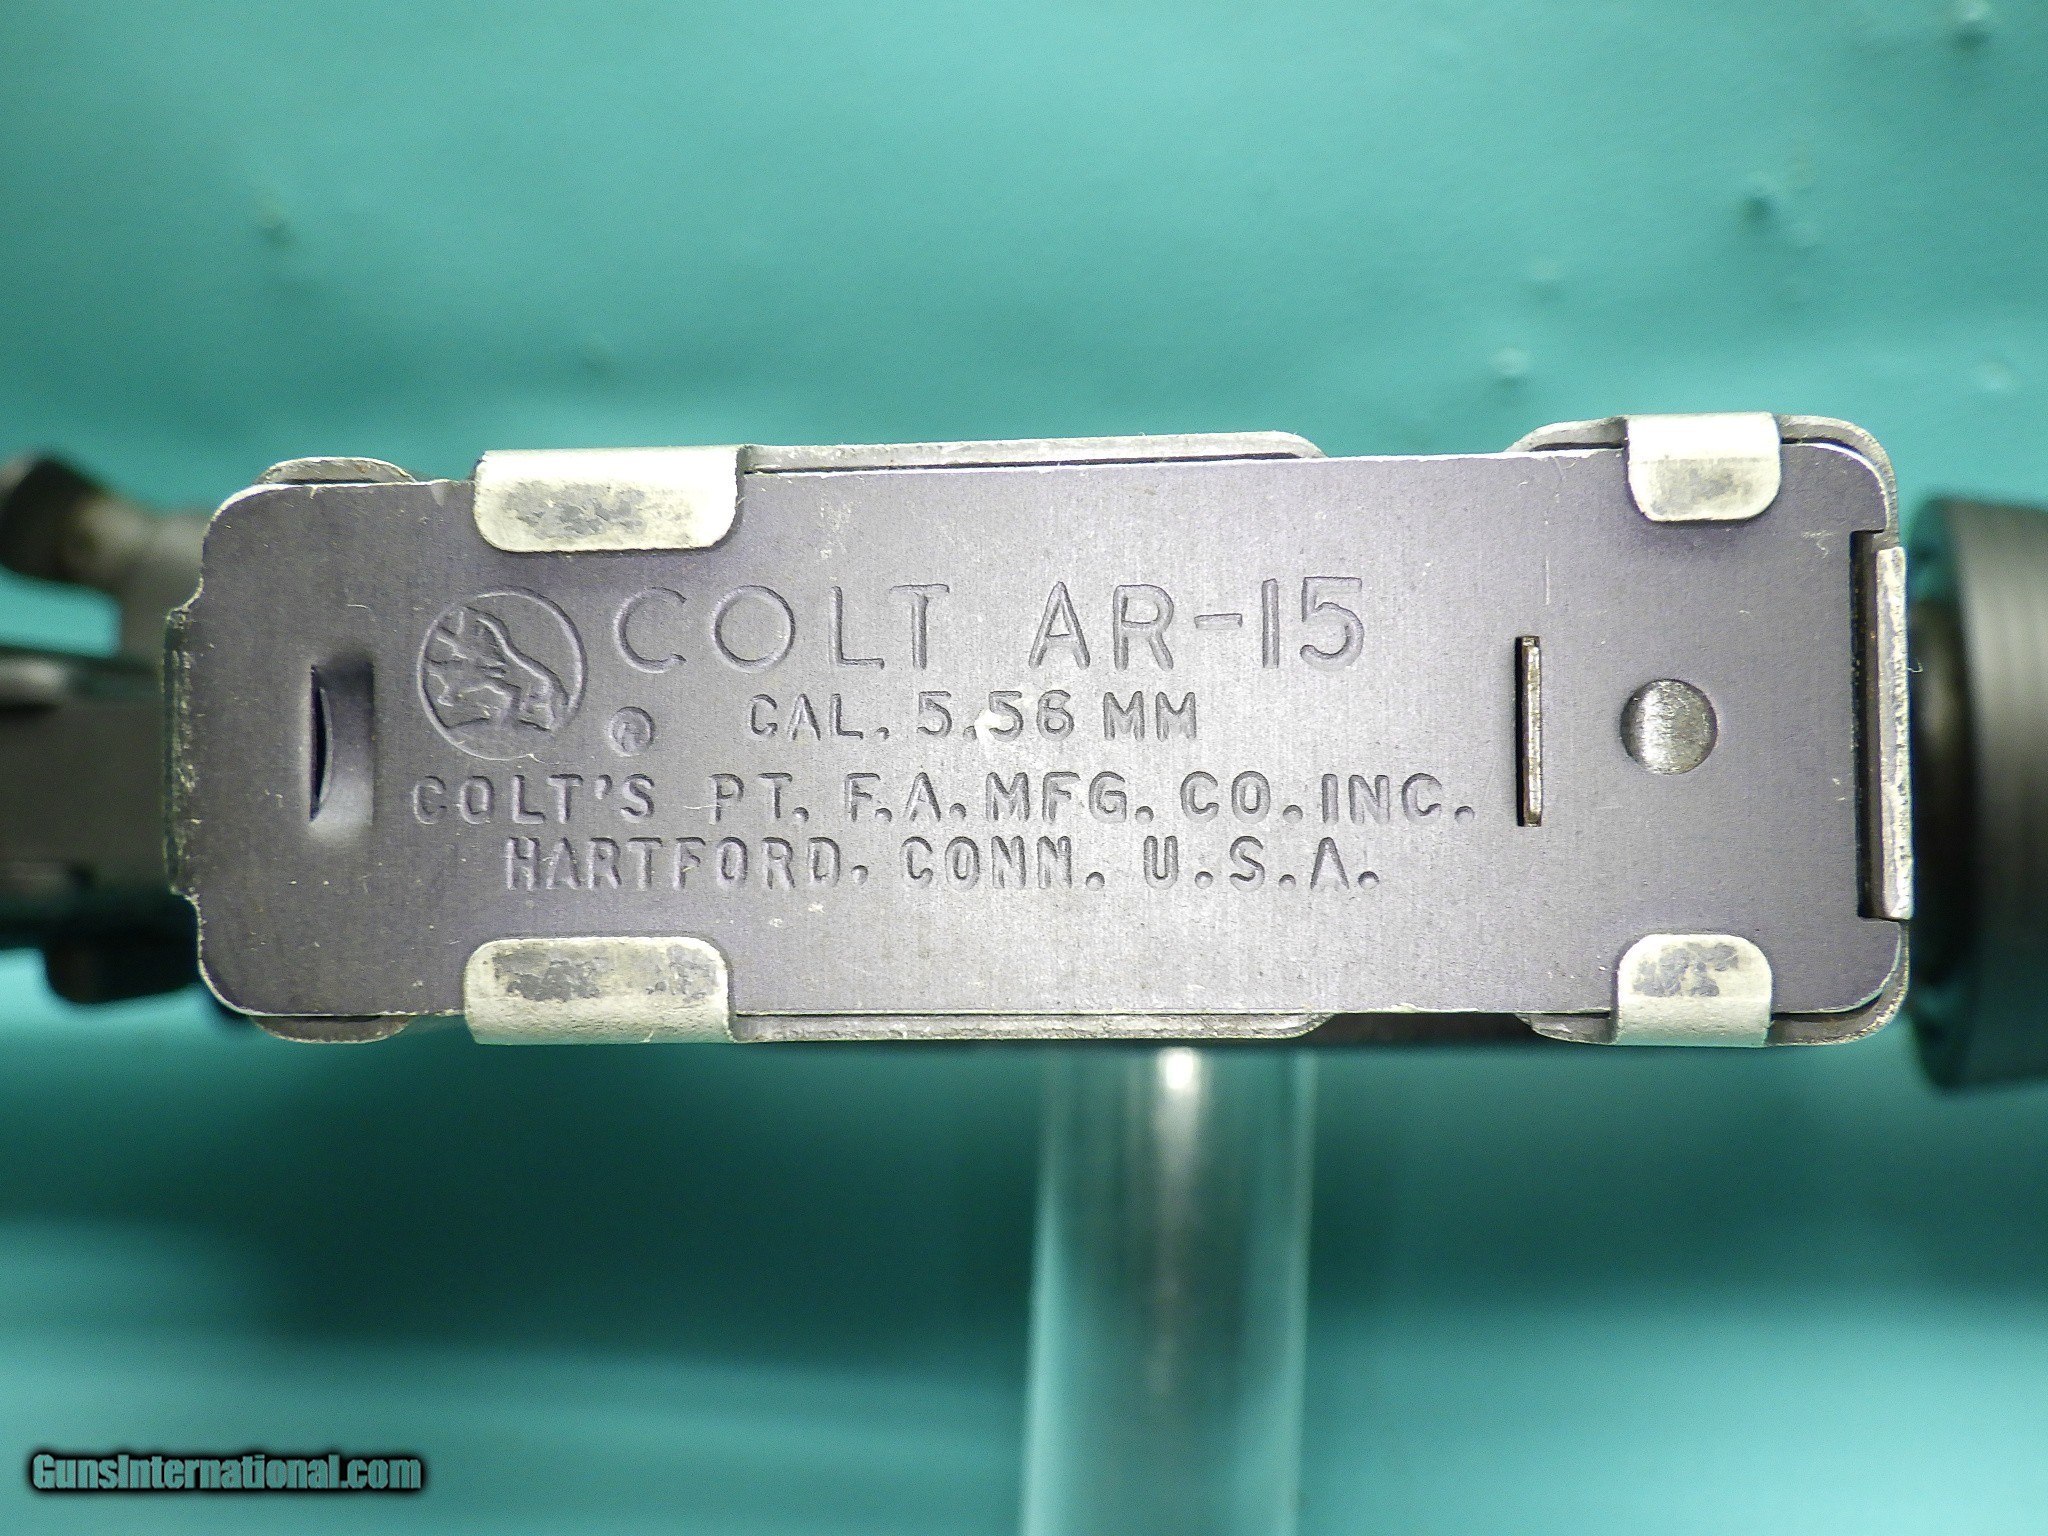 COLT AR-15
®
CAL. 5.56 MM
COLT'S PT. F.A. MFG. CO. INC.
HARTFORD. CONN. U.S.A.
GunsInternational.com